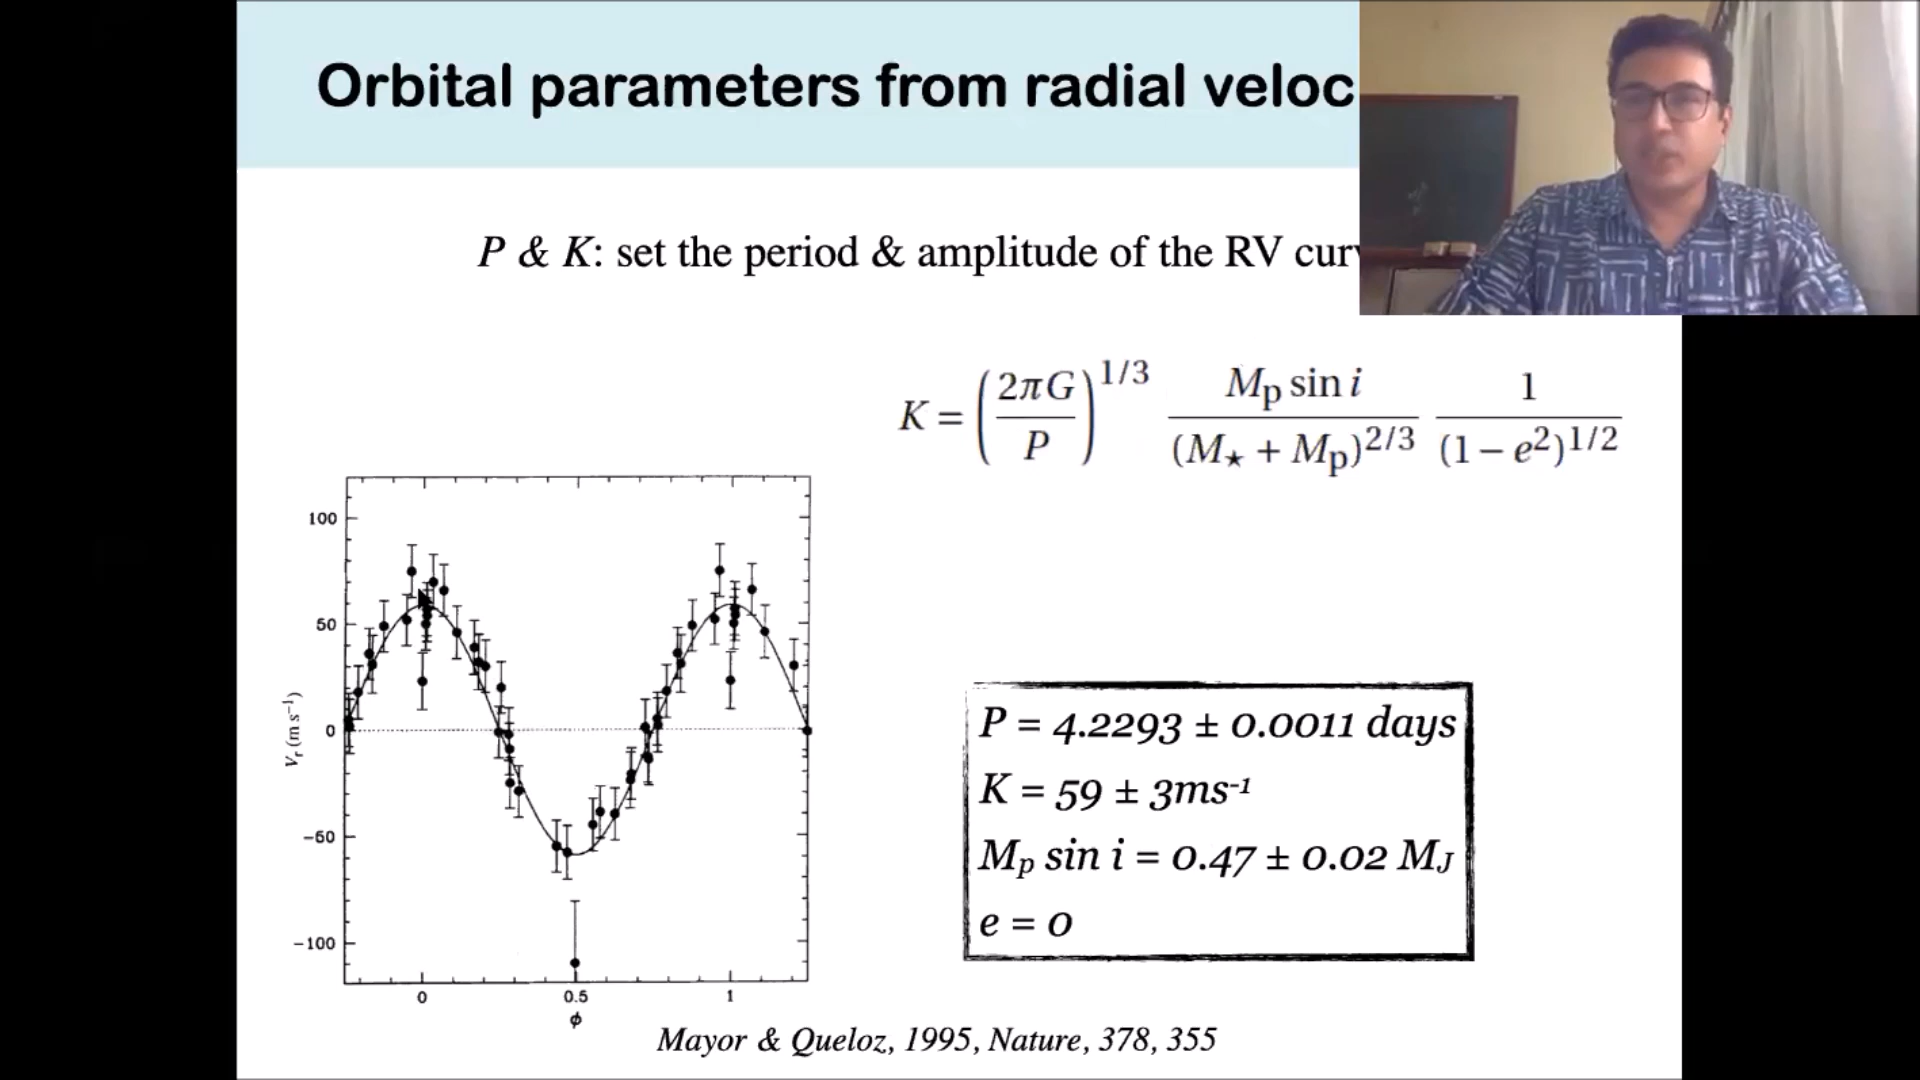 Orbital parameters from radial veloc
P & K: set the period & amplitude of the RV curv
K = (2πG/P)^1/3 M_p sin i/(M_⋆ + M_p)^2/3 1/(1 − e^2)^1/2
100
50
0
−50
−100
V_r (m s^−1)
0 0.5 1
ϕ
P = 4.2293 ± 0.0011 days
K = 59 ± 3ms^-1
M_p sin i = 0.47 ± 0.02 M_J
e = 0
Mayor & Queloz, 1995, Nature, 378, 355